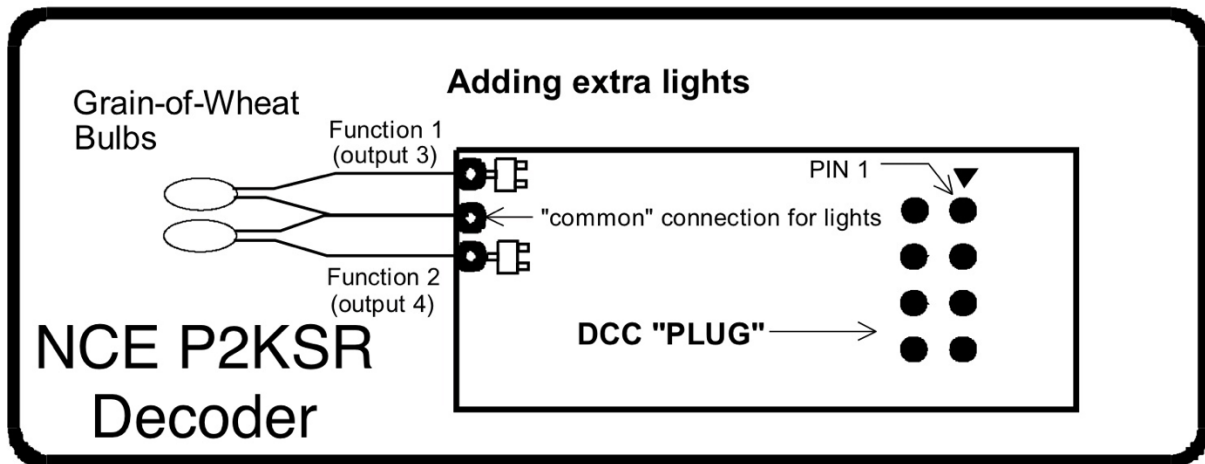 Adding extra lights
Grain-of-Wheat
Bulbs
Function 1
(output 3)
PIN 1
"common" connection for lights
Function 2
(output 4)
DCC "PLUG"
NCE P2KSR
Decoder